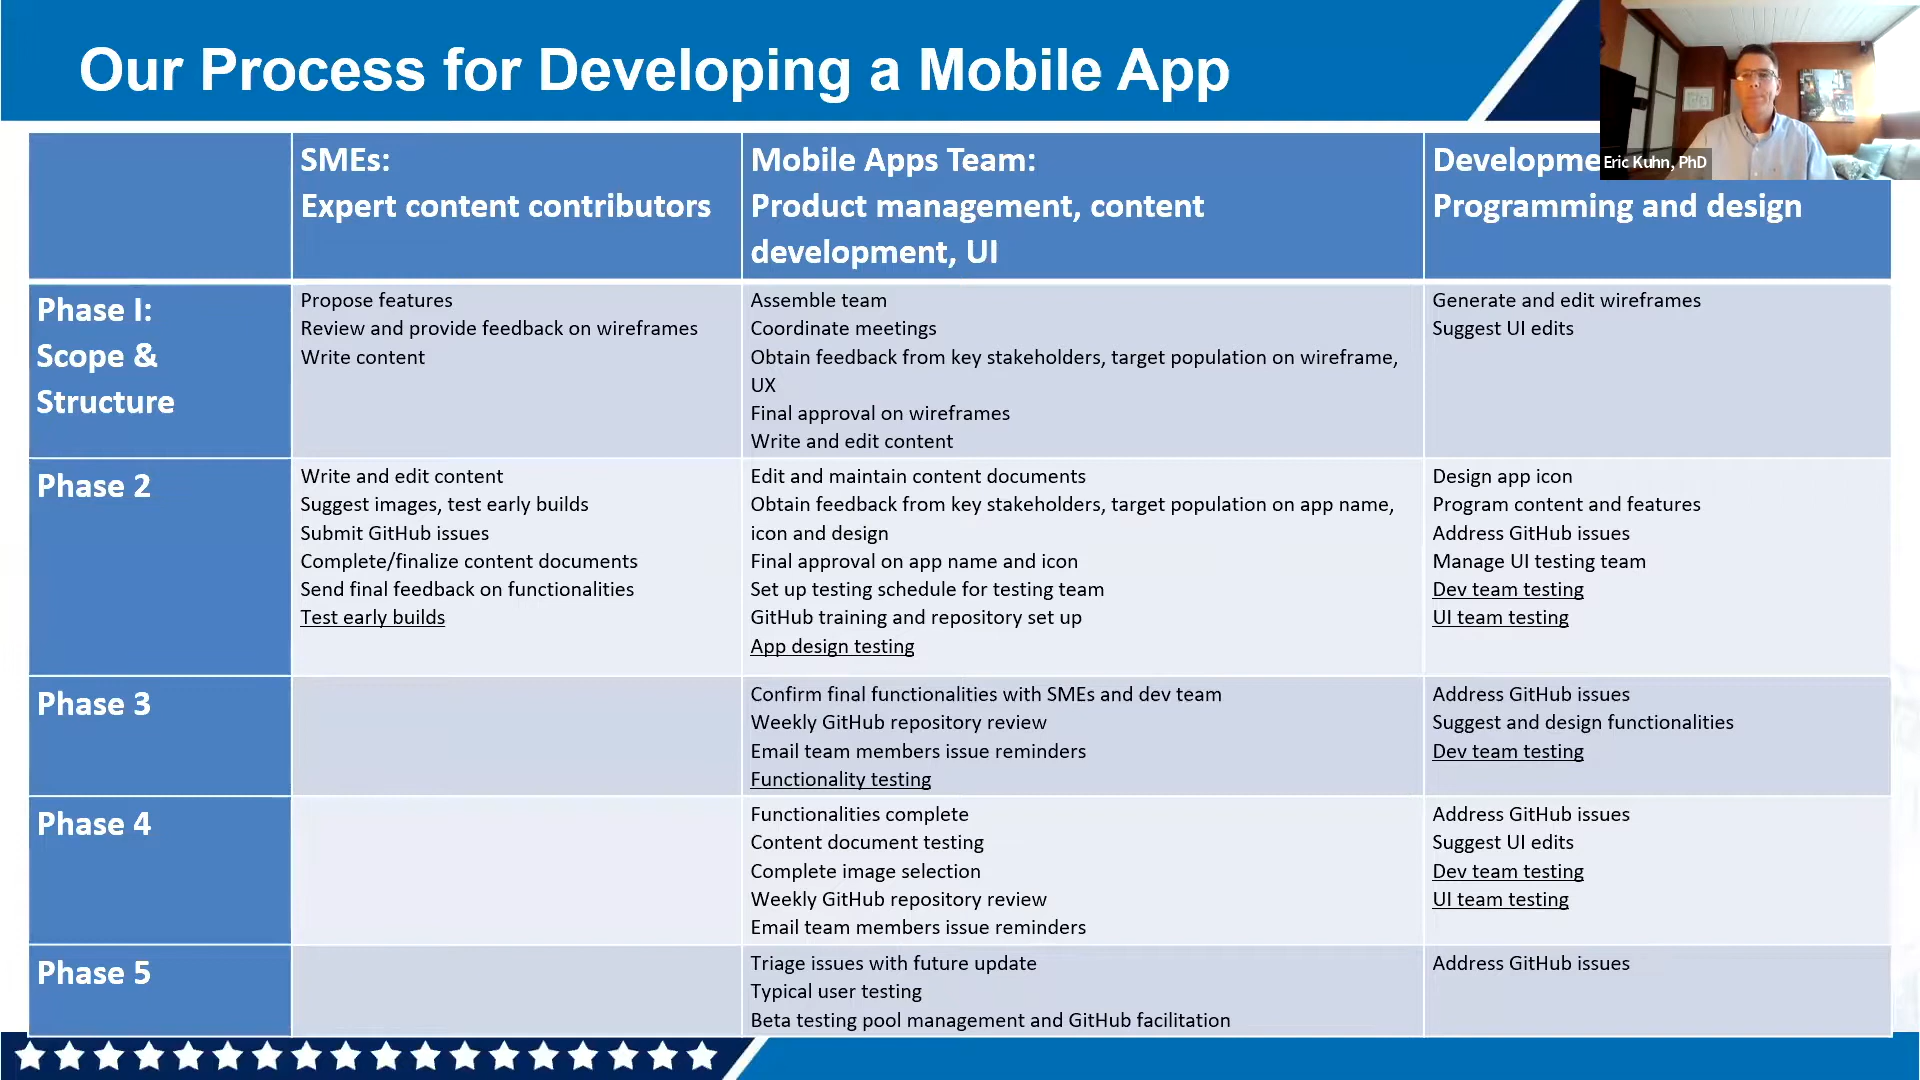 Our Process for Developing a Mobile App
Eric Kuhn, PhD
SMEs:
Expert content contributors
Mobile Apps Team:
Product management, content
development, UI
Programming and design
Phase I:
Scope &
Structure
Propose features
Review and provide feedback on wireframes
Write content
Assemble team
Coordinate meetings
Obtain feedback from key stakeholders, target population on wireframe,
UX
Final approval on wireframes
Write and edit content
Generate and edit wireframes
Suggest UI edits
Phase 2
Write and edit content
Suggest images, test early builds
Submit GitHub issues
Complete/finalize content documents
Send final feedback on functionalities
Test early builds
Edit and maintain content documents
Obtain feedback from key stakeholders, target population on app name,
icon and design
Final approval on app name and icon
Set up testing schedule for testing team
GitHub training and repository set up
App design testing
Design app icon
Program content and features
Address GitHub issues
Manage UI testing team
Dev team testing
UI team testing
Phase 3
Confirm final functionalities with SMEs and dev team
Weekly GitHub repository review
Email team members issue reminders
Functionality testing
Address GitHub issues
Suggest and design functionalities
Dev team testing
Phase 4
Functionalities complete
Content document testing
Complete image selection
Weekly GitHub repository review
Email team members issue reminders
Address GitHub issues
Suggest UI edits
Dev team testing
UI team testing
Phase 5
Triage issues with future update
Typical user testing
Beta testing pool management and GitHub facilitation
Address GitHub issues